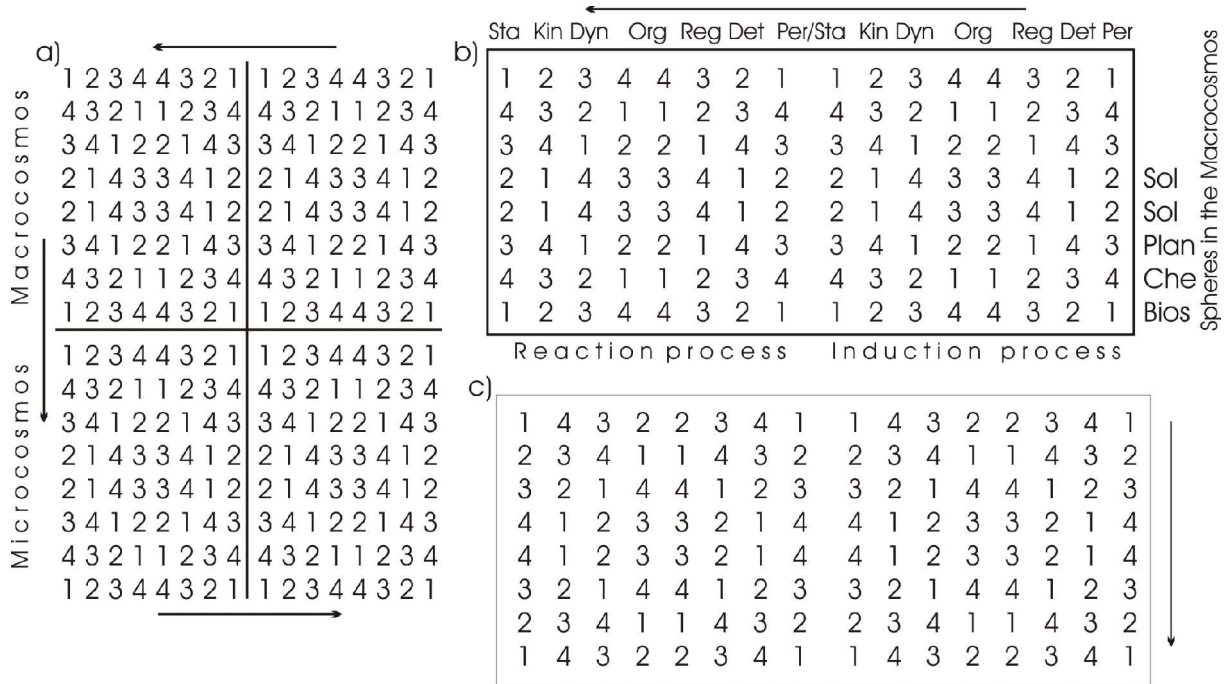 a)
Macrocosmos
Microcosmos
1 2 3 4 4 3 2 1 1 2 3 4 4 3 2 1
4 3 2 1 1 2 3 4 4 3 2 1 1 2 3 4
3 4 1 2 2 1 4 3 3 4 1 2 2 1 4 3
2 1 4 3 3 4 1 2 2 1 4 3 3 4 1 2
2 1 4 3 3 4 1 2 2 1 4 3 3 4 1 2
3 4 1 2 2 1 4 3 3 4 1 2 2 1 4 3
4 3 2 1 1 2 3 4 4 3 2 1 1 2 3 4
1 2 3 4 4 3 2 1 1 2 3 4 4 3 2 1
1 2 3 4 4 3 2 1 1 2 3 4 4 3 2 1
4 3 2 1 1 2 3 4 4 3 2 1 1 2 3 4
3 4 1 2 2 1 4 3 3 4 1 2 2 1 4 3
2 1 4 3 3 4 1 2 2 1 4 3 3 4 1 2
2 1 4 3 3 4 1 2 2 1 4 3 3 4 1 2
3 4 1 2 2 1 4 3 3 4 1 2 2 1 4 3
4 3 2 1 1 2 3 4 4 3 2 1 1 2 3 4
1 2 3 4 4 3 2 1 1 2 3 4 4 3 2 1
b)
Sta Kin Dyn Org Reg Det Per/Sta Kin Dyn Org Reg Det Per
1 2 3 4 4 3 2 1 1 2 3 4 4 3 2 1
4 3 2 1 1 2 3 4 4 3 2 1 1 2 3 4
3 4 1 2 2 1 4 3 3 4 1 2 2 1 4 3
2 1 4 3 3 4 1 2 2 1 4 3 3 4 1 2 Sol
2 1 4 3 3 4 1 2 2 1 4 3 3 4 1 2 Sol
3 4 1 2 2 1 4 3 3 4 1 2 2 1 4 3 Plan
4 3 2 1 1 2 3 4 4 3 2 1 1 2 3 4 Che
1 2 3 4 4 3 2 1 1 2 3 4 4 3 2 1 Bios
Reaction process Induction process
Spheres in the Macrocosmos
c)
1 4 3 2 2 3 4 1 1 4 3 2 2 3 4 1
2 3 4 1 1 4 3 2 2 3 4 1 1 4 3 2
3 2 1 4 4 1 2 3 3 2 1 4 4 1 2 3
4 1 2 3 3 2 1 4 4 1 2 3 3 2 1 4
4 1 2 3 3 2 1 4 4 1 2 3 3 2 1 4
3 2 1 4 4 1 2 3 3 2 1 4 4 1 2 3
2 3 4 1 1 4 3 2 2 3 4 1 1 4 3 2
1 4 3 2 2 3 4 1 1 4 3 2 2 3 4 1